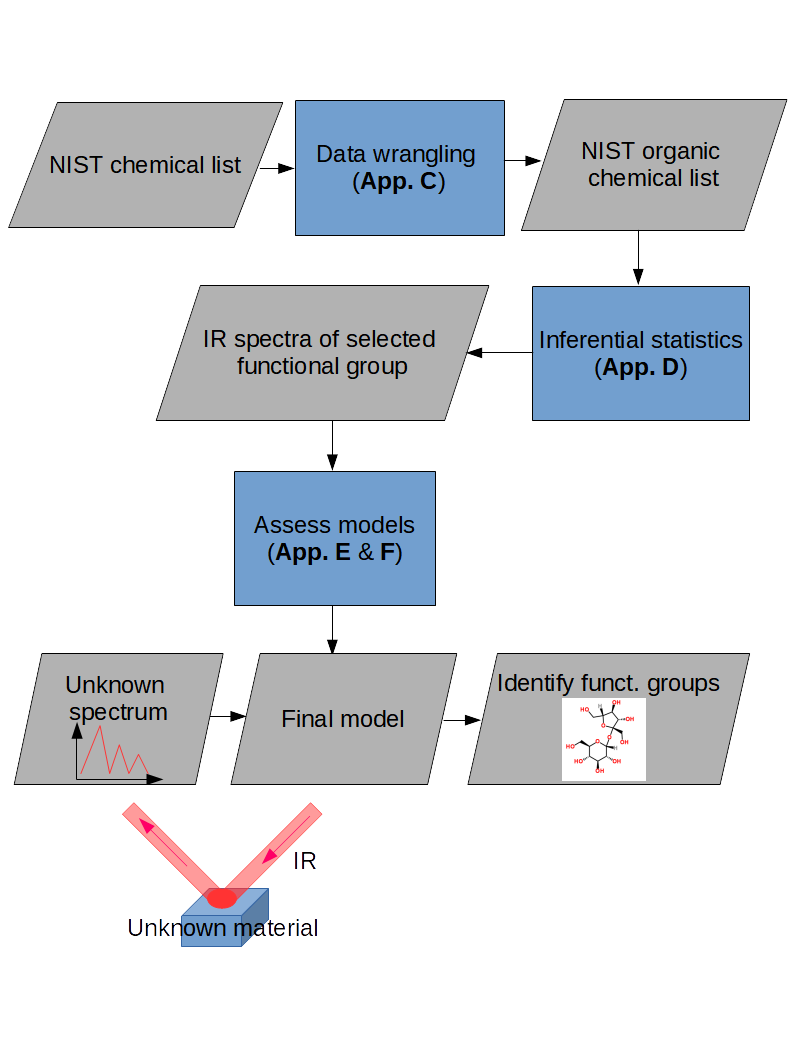 NIST chemical list
Data wrangling
(App. C)
NIST organic
chemical list
IR spectra of selected
functional group
Inferential statistics
(App. D)
Assess models
(App. E & F)
Unknown
spectrum
Final model
Identify funct. groups
HO
H
OH
OH
O
O
OH
HO
O
H
HO
OH
OH
IR
Unknown material